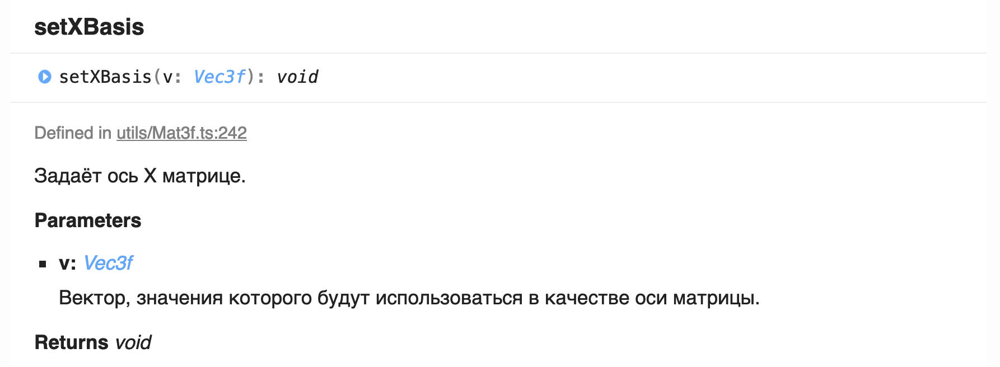 setXBasis
setXBasis(v: Vec3f): void
Defined in utils/Mat3f.ts:242
Задаёт ось X матрице.
Parameters
v: Vec3f
Вектор, значения которого будут использоваться в качестве оси матрицы.
Returns void